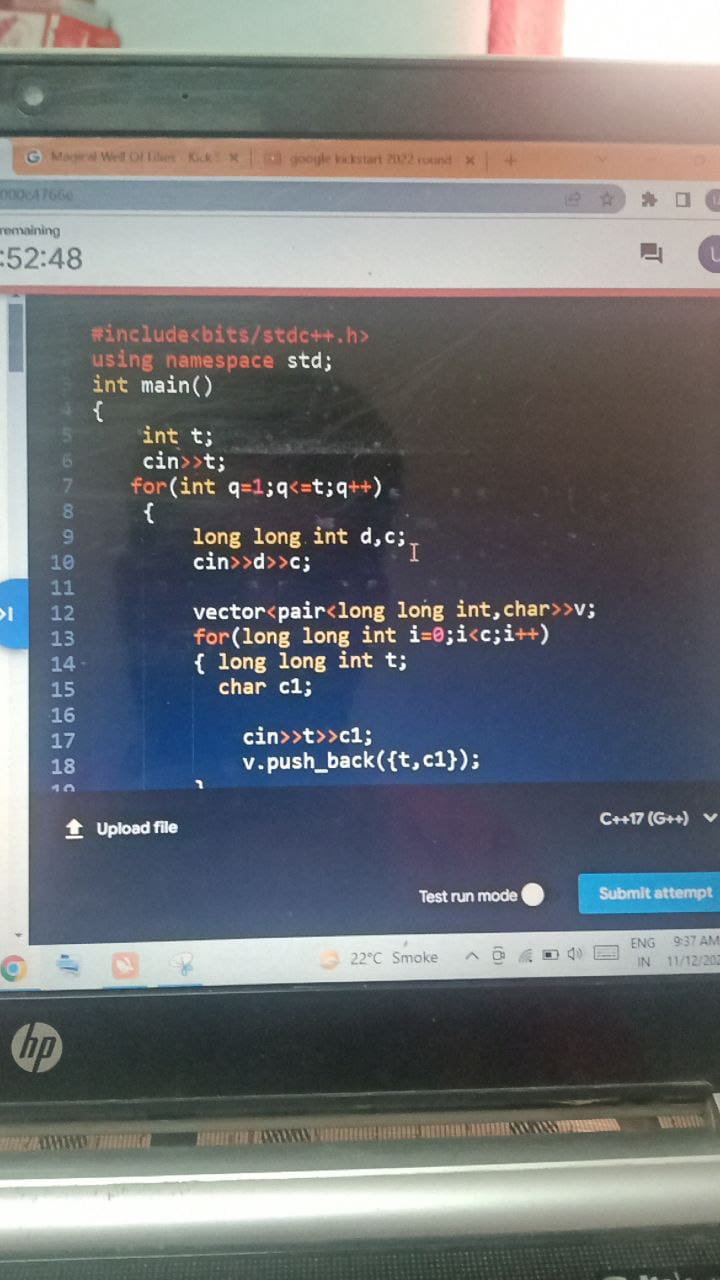 Magical Well Of Lilies - Kick S
google kickstart 2022 round
000c4766e
remaining
:52:48
#include<bits/stdc++.h>
using namespace std;
3 int main()
4 {
5 int t;
6 cin>>t;
7 for(int q=1;q<=t;q++)
8 {
9 long long int d,c;
10 cin>>d>>c;
11
12 vector<pair<long long int,char>>v;
13 for(long long int i=0;i<c;i++)
14 { long long int t;
15 char c1;
16
17 cin>>t>>c1;
18 v.push_back({t,c1});
19 }
Upload file
C++17 (G++)
Test run mode
Submit attempt
22°C Smoke
ENG
IN
9:37 AM
11/12/202
hp